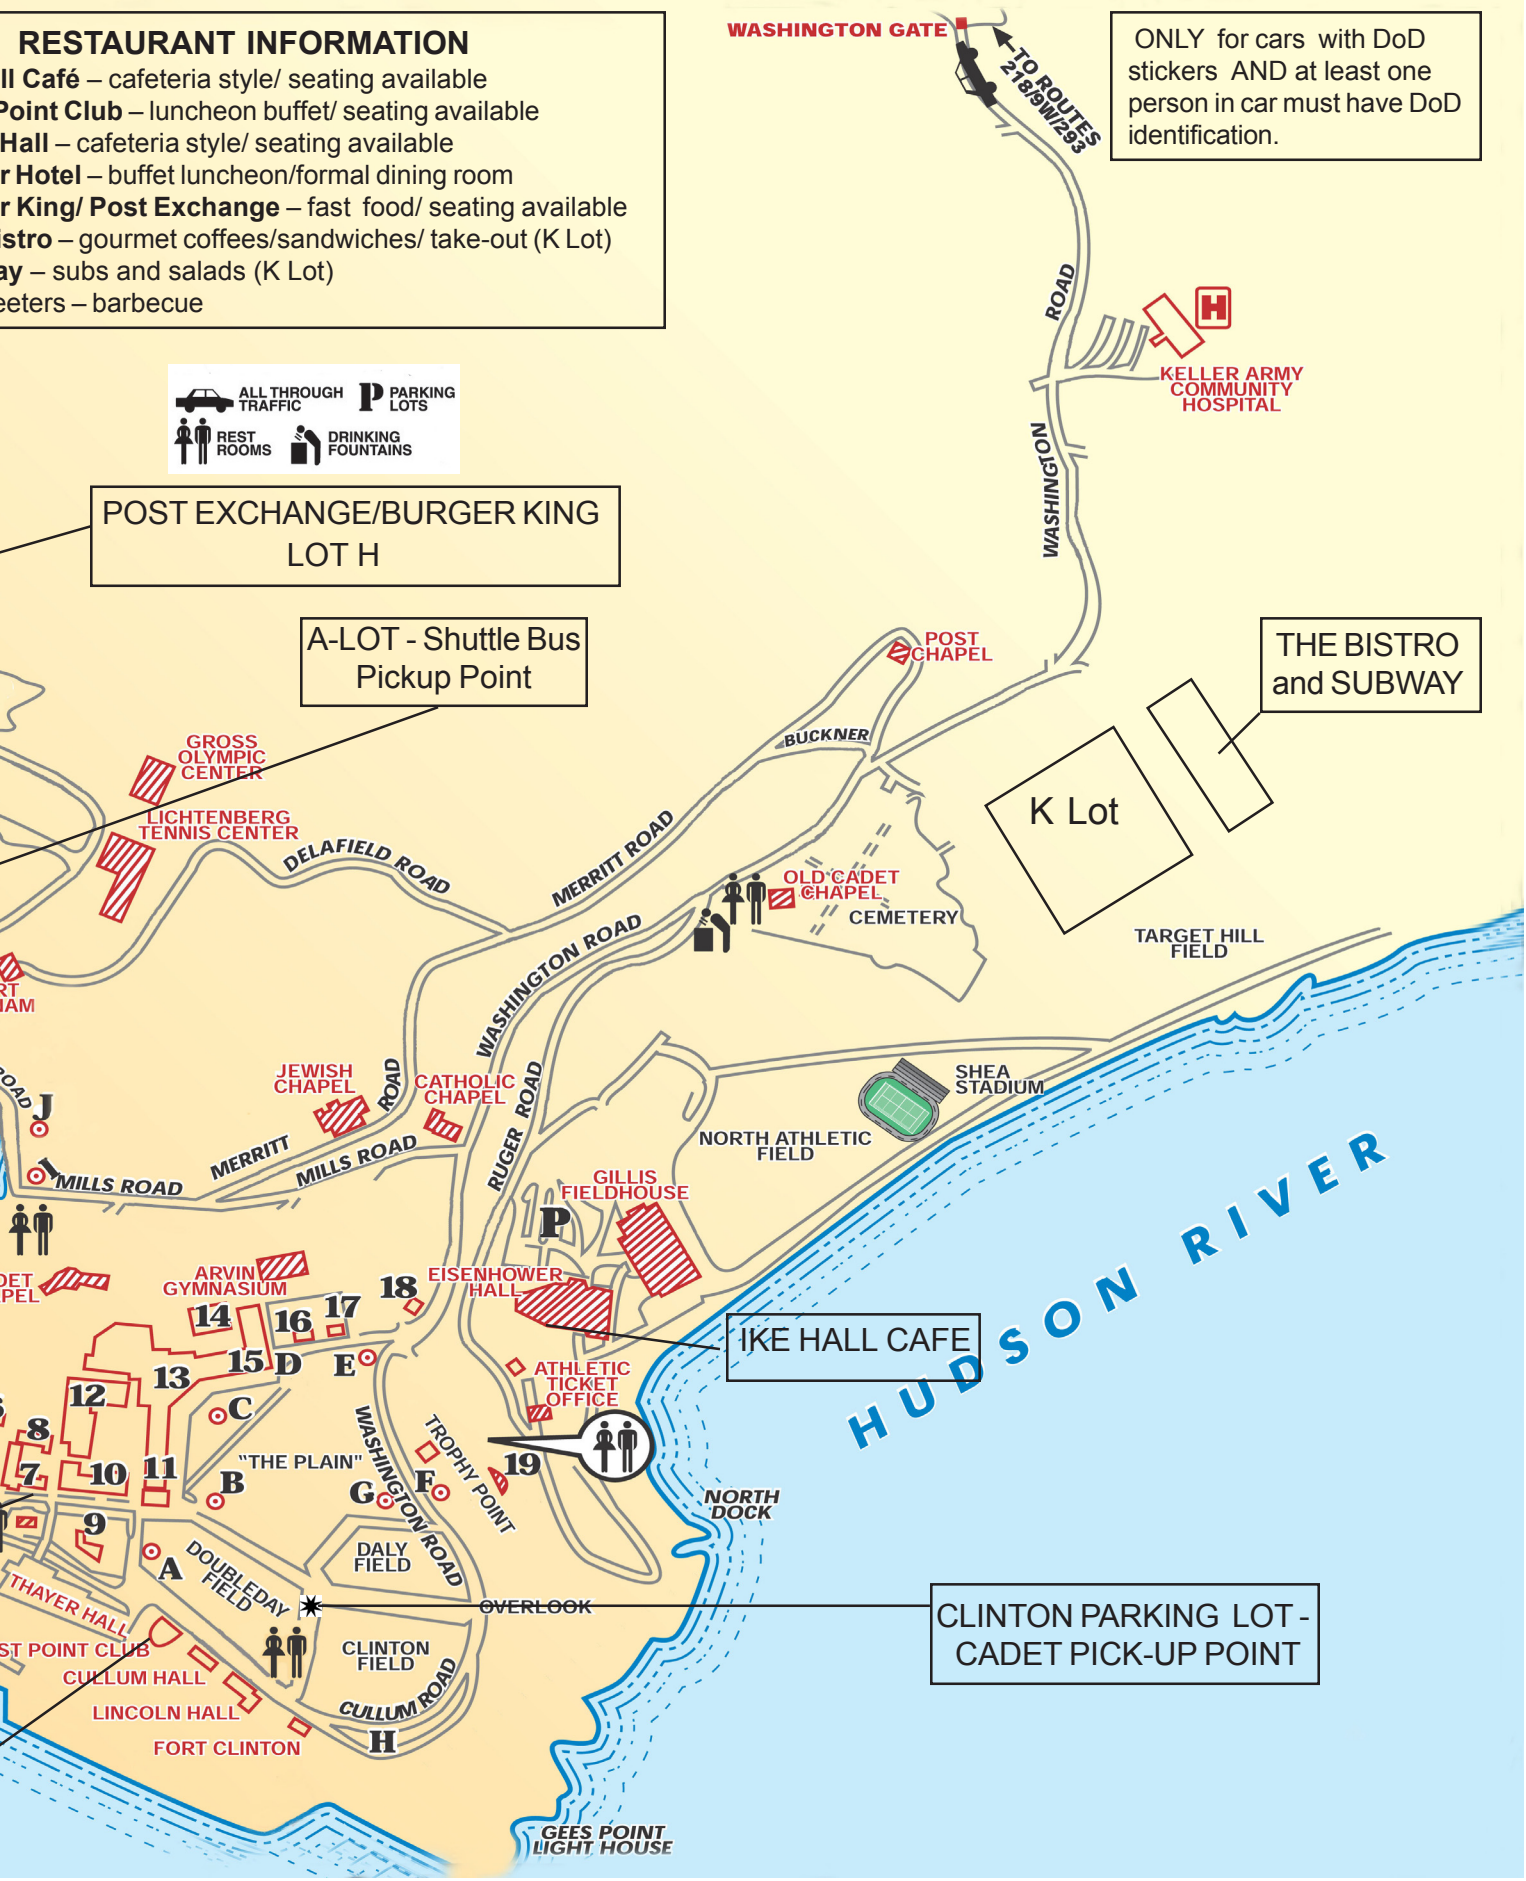 RESTAURANT INFORMATION
ll Café – cafeteria style/ seating available
Point Club – luncheon buffet/ seating available
Hall – cafeteria style/ seating available
r Hotel – buffet luncheon/formal dining room
r King/ Post Exchange – fast food/ seating available
istro – gourmet coffees/sandwiches/ take-out (K Lot)
ay – subs and salads (K Lot)
eeters – barbecue
WASHINGTON GATE
TO ROUTES
218/9W/293
ONLY for cars with DoD
stickers AND at least one
person in car must have DoD
identification.
ALL THROUGH
TRAFFIC
P PARKING
LOTS
REST
ROOMS
DRINKING
FOUNTAINS
ROAD
H
KELLER ARMY
COMMUNITY
HOSPITAL
WASHINGTON
POST EXCHANGE/BURGER KING
LOT H
A-LOT - Shuttle Bus
Pickup Point
POST
CHAPEL
THE BISTRO
and SUBWAY
BUCKNER
GROSS
OLYMPIC
CENTER
K Lot
LICHTENBERG
TENNIS CENTER
DELAFIELD ROAD
MERRITT ROAD
OLD CADET
CHAPEL
CEMETERY
WASHINGTON ROAD
TARGET HILL
FIELD
RT
HAM
JEWISH
CHAPEL
ROAD
CATHOLIC
CHAPEL
RUGER ROAD
SHEA
STADIUM
ROAD
J
NORTH ATHLETIC
FIELD
MERRITT
MILLS ROAD
I
MILLS ROAD
GILLIS
FIELDHOUSE
P
HUDSON RIVER
DET
PEL
ARVIN
GYMNASIUM
EISENHOWER
HALL
18
14
16
17
IKE HALL CAFE
15
D
E
13
12
ATHLETIC
TICKET
OFFICE
C
8
WASHINGTON ROAD
TROPHY POINT
"THE PLAIN"
7
10
11
B
G
F
19
NORTH
DOCK
9
A
DOUBLEDAY
FIELD
DALY
FIELD
OVERLOOK
THAYER HALL
CLINTON PARKING LOT -
CADET PICK-UP POINT
ST POINT CLUB
CLINTON
FIELD
CULLUM HALL
CULLUM ROAD
LINCOLN HALL
H
FORT CLINTON
GEES POINT
LIGHT HOUSE